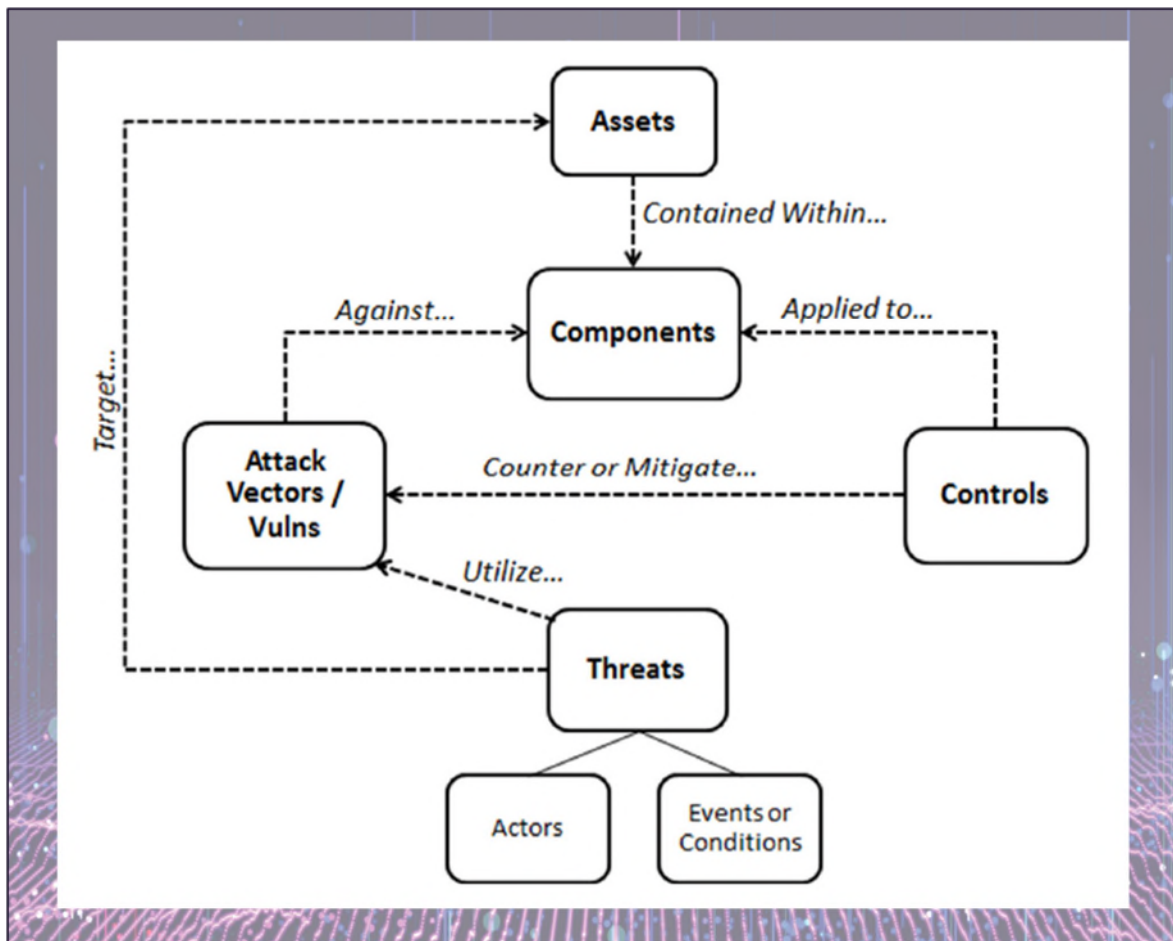 Assets
Contained Within...
Against...
Applied to...
Components
Target...
Attack
Vectors /
Vulns
Counter or Mitigate...
Controls
Utilize...
Threats
Actors
Events or
Conditions